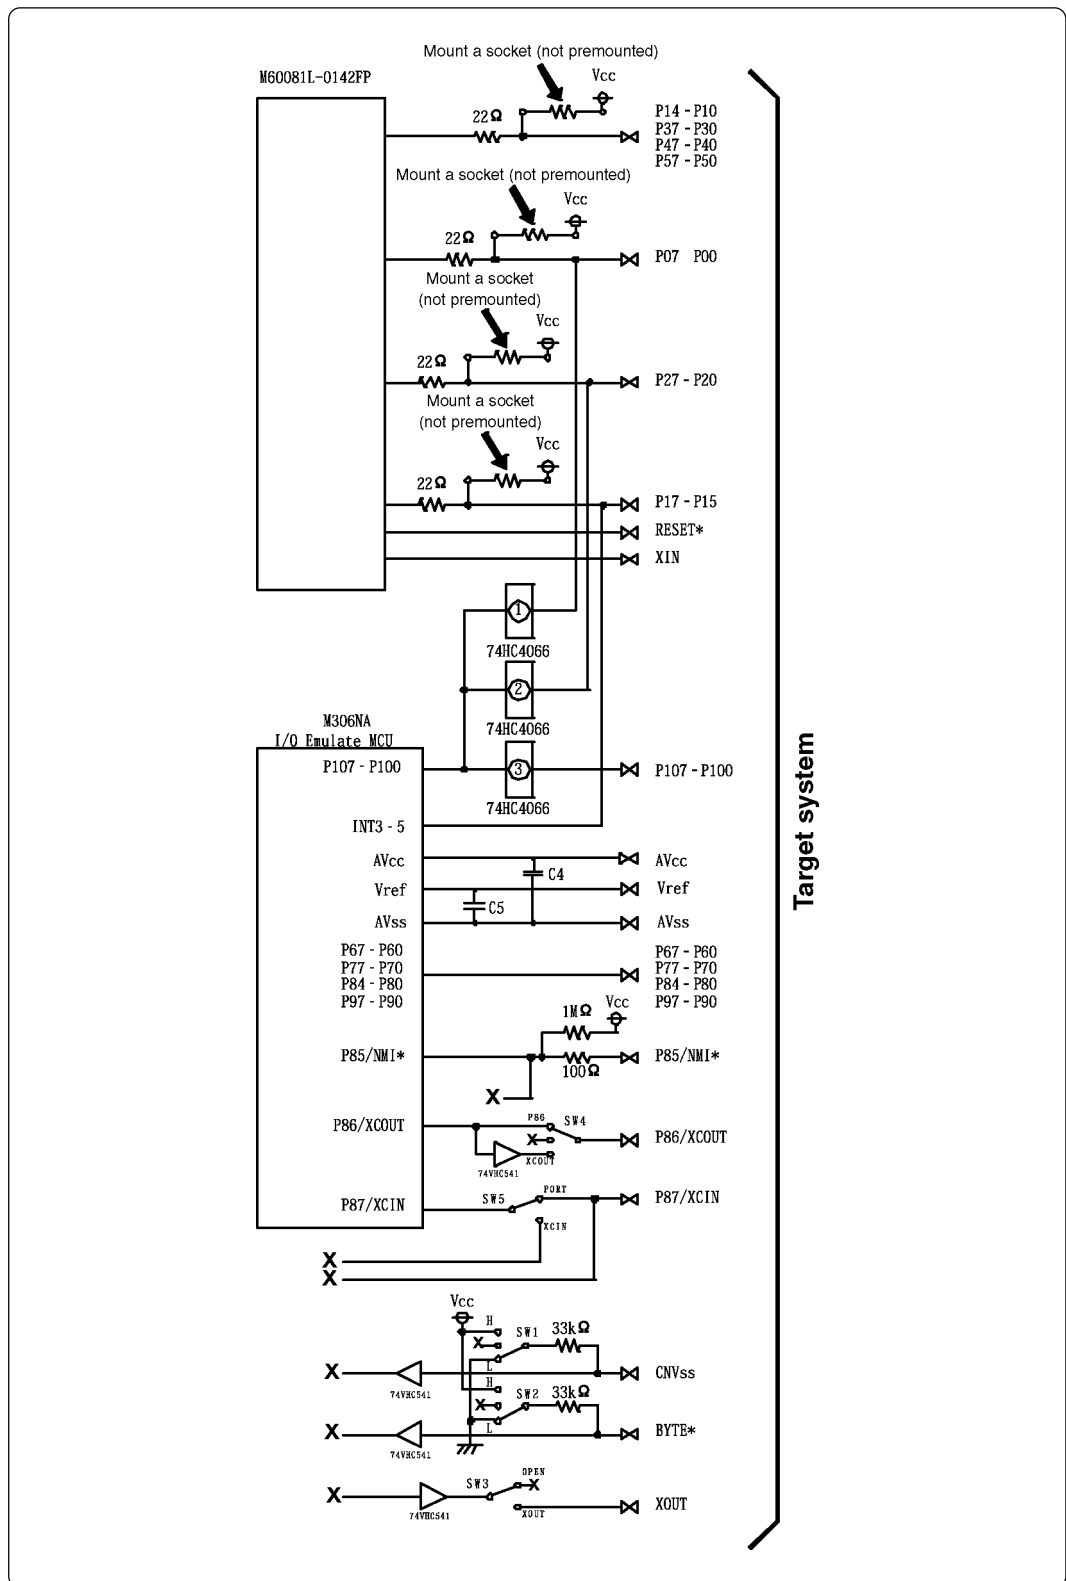 Mount a socket (not premounted)
M60081L-0142FP
Vcc
22Ω
P14 - P10
P37 - P30
P47 - P40
P57 - P50
Mount a socket (not premounted)
Vcc
22Ω
P07 P00
Mount a socket
(not premounted)
Vcc
22Ω
P27 - P20
Mount a socket
(not premounted)
Vcc
22Ω
P17 - P15
RESET*
XIN
1
74HC4066
2
74HC4066
M306NA
I/O Emulate MCU
P107 - P100
3
P107 - P100
74HC4066
INT3 - 5
AVcc
C4
AVcc
Vref
C5
Vref
AVss
AVss
P67 - P60
P77 - P70
P84 - P80
P97 - P90
P67 - P60
P77 - P70
P84 - P80
P97 - P90
Vcc
1MΩ
P85/NMI*
100Ω
P85/NMI*
X
P86/XCOUT
P86
SW4
X
XCOUT
74VHC541
P86/XCOUT
P87/XCIN
SW5
PORT
XCIN
P87/XCIN
X
X
Vcc
H
SW1
33kΩ
X
L
X
74VHC541
CNVss
H
SW2
33kΩ
X
L
X
74VHC541
BYTE*
OPEN
SW3
X
X
74VHC541
XOUT
XOUT
Target system